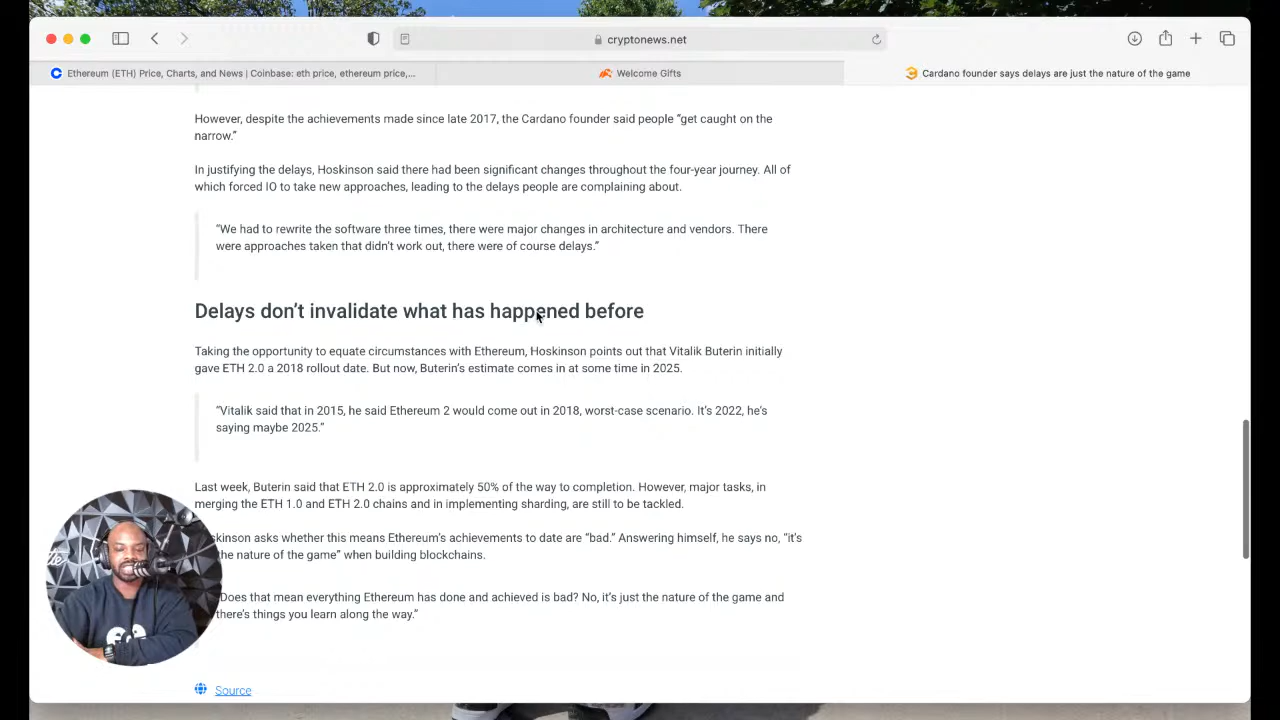 cryptonews.net
Ethereum (ETH) Price, Charts, and News | Coinbase: eth price, ethereum price,...
Welcome Gifts
Cardano founder says delays are just the nature of the game
However, despite the achievements made since late 2017, the Cardano founder said people “get caught on the
narrow.”
In justifying the delays, Hoskinson said there had been significant changes throughout the four-year journey. All of
which forced IO to take new approaches, leading to the delays people are complaining about.
“We had to rewrite the software three times, there were major changes in architecture and vendors. There
were approaches taken that didn’t work out, there were of course delays.”
Delays don’t invalidate what has happened before
Taking the opportunity to equate circumstances with Ethereum, Hoskinson points out that Vitalik Buterin initially
gave ETH 2.0 a 2018 rollout date. But now, Buterin’s estimate comes in at some time in 2025.
“Vitalik said that in 2015, he said Ethereum 2 would come out in 2018, worst-case scenario. It’s 2022, he’s
saying maybe 2025.”
Last week, Buterin said that ETH 2.0 is approximately 50% of the way to completion. However, major tasks, in
merging the ETH 1.0 and ETH 2.0 chains and in implementing sharding, are still to be tackled.
skinson asks whether this means Ethereum’s achievements to date are “bad.” Answering himself, he says no, “it’s
the nature of the game” when building blockchains.
Does that mean everything Ethereum has done and achieved is bad? No, it’s just the nature of the game and
there’s things you learn along the way.”
Source